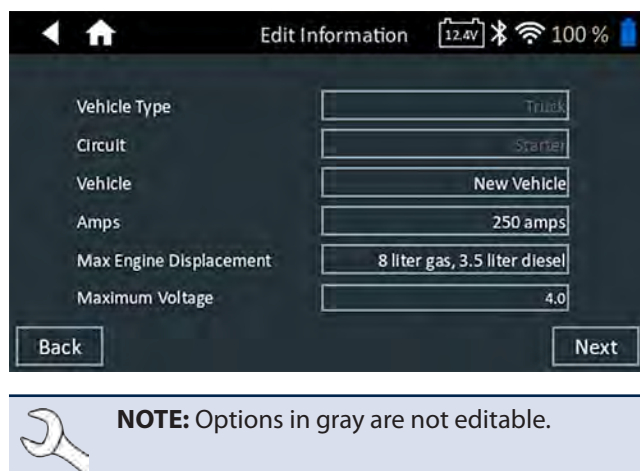 Edit Information 12.4V 100 %
Vehicle Type Truck
Circuit Starter
Vehicle New Vehicle
Amps 250 amps
Max Engine Displacement 8 liter gas, 3.5 liter diesel
Maximum Voltage 4.0
Back Next
NOTE: Options in gray are not editable.